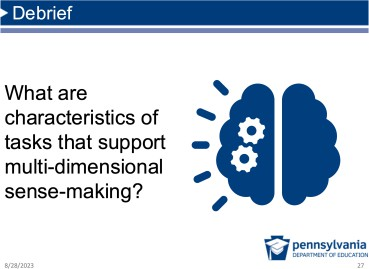 Debrief
What are
characteristics of
tasks that support
multi-dimensional
sense-making?
pennsylvania
DEPARTMENT OF EDUCATION
8/28/2023
27